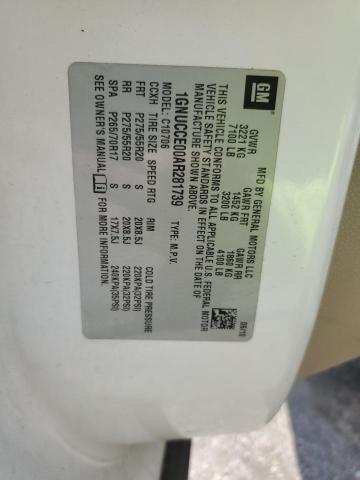 GM
MFD BY GENERAL MOTORS LLC
06/10
GVWR GAWR FRT GAWR RR
3221 KG 1452 KG 1860 KG
7100 LB 3200 LB 4100 LB
THIS VEHICLE CONFORMS TO ALL APPLICABLE U.S. FEDERAL MOTOR
VEHICLE SAFETY STANDARDS IN EFFECT ON THE DATE OF
MANUFACTURE SHOWN ABOVE.
1GNUCCE00AR281739 TYPE: M.P.V.
MODEL: C10706
CCXH TIRE SIZE SPEED RTG RIM COLD TIRE PRESSURE
FRT P275/55R20 S 20X8.5J 220KPA(32PSI)
RR P275/55R20 S 20X8.5J 220KPA(32PSI)
SPA P265/70R17 S 17X7.5J 240KPA(35PSI)
SEE OWNER'S MANUAL FOR MORE INFORMATION.